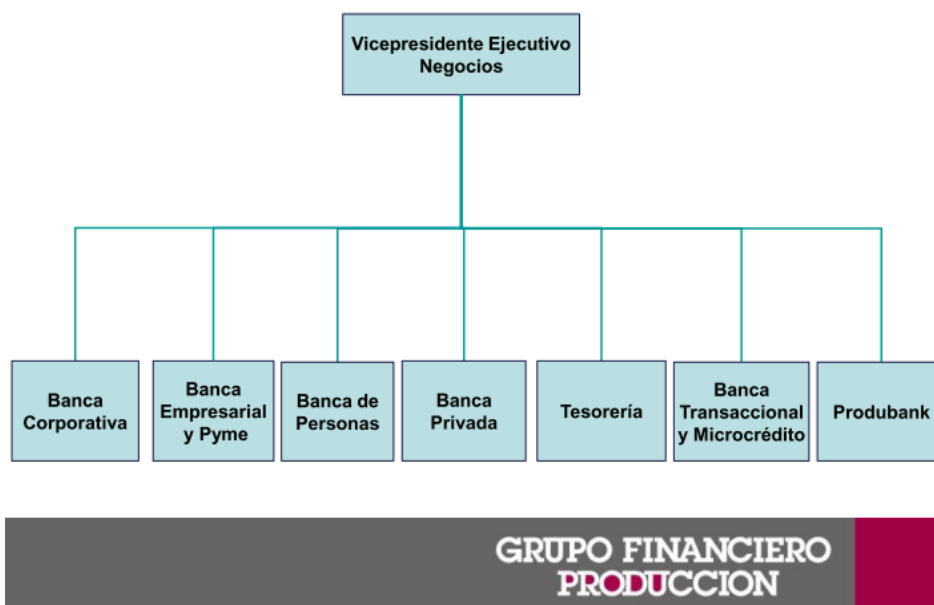 Vicepresidente Ejecutivo
Negocios
Banca
Corporativa
Banca
Empresarial
y Pyme
Banca de
Personas
Banca
Privada
Tesorería
Banca
Transaccional
y Microcrédito
Produbank
GRUPO FINANCIERO
PRODUCCION